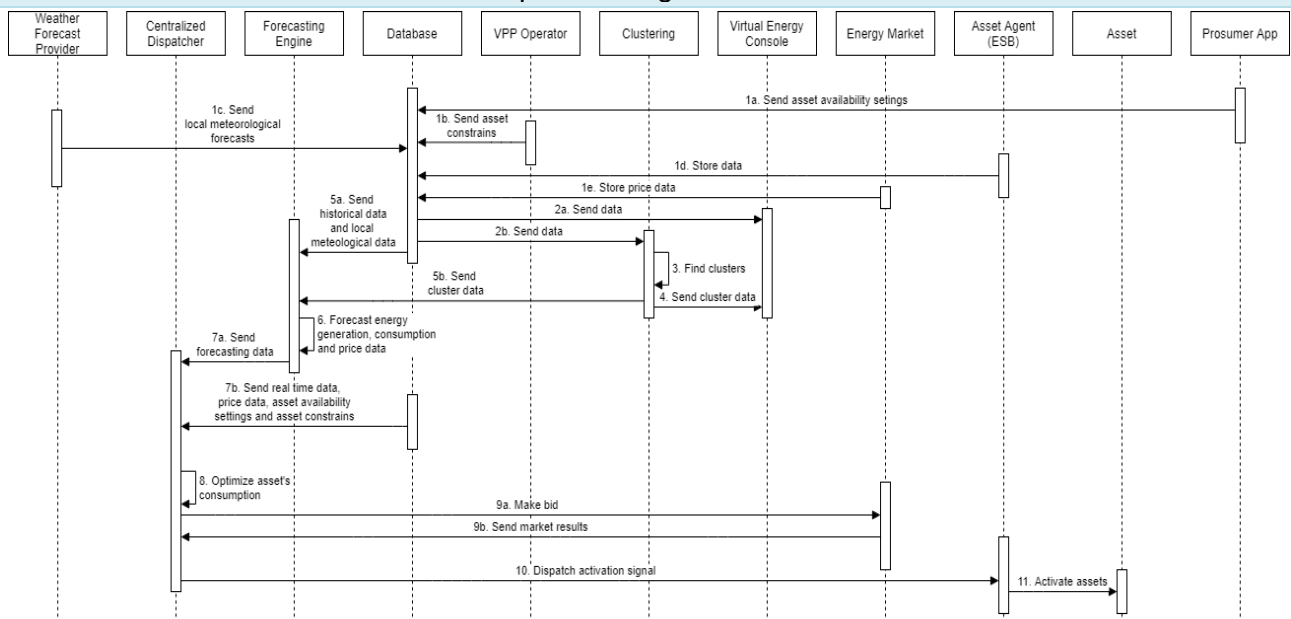 Weather
Forecast
Provider
Centralized
Dispatcher
Forecasting
Engine
Database
VPP Operator
Clustering
Virtual Energy
Console
Energy Market
Asset Agent
(ESB)
Asset
Prosumer App
1a. Send asset availability setings
1c. Send
local meteorological
forecasts
1b. Send asset
constrains
1d. Store data
1e. Store price data
5a. Send
historical data
and local
meteological data
2a. Send data
2b. Send data
3. Find clusters
5b. Send
cluster data
4. Send cluster data
6. Forecast energy
generation, consumption
and price data
7a. Send
forecasting data
7b. Send real time data,
price data, asset availability
settings and asset constrains
8. Optimize asset's
consumption
9a. Make bid
9b. Send market results
10. Dispatch activation signal
11. Activate assets